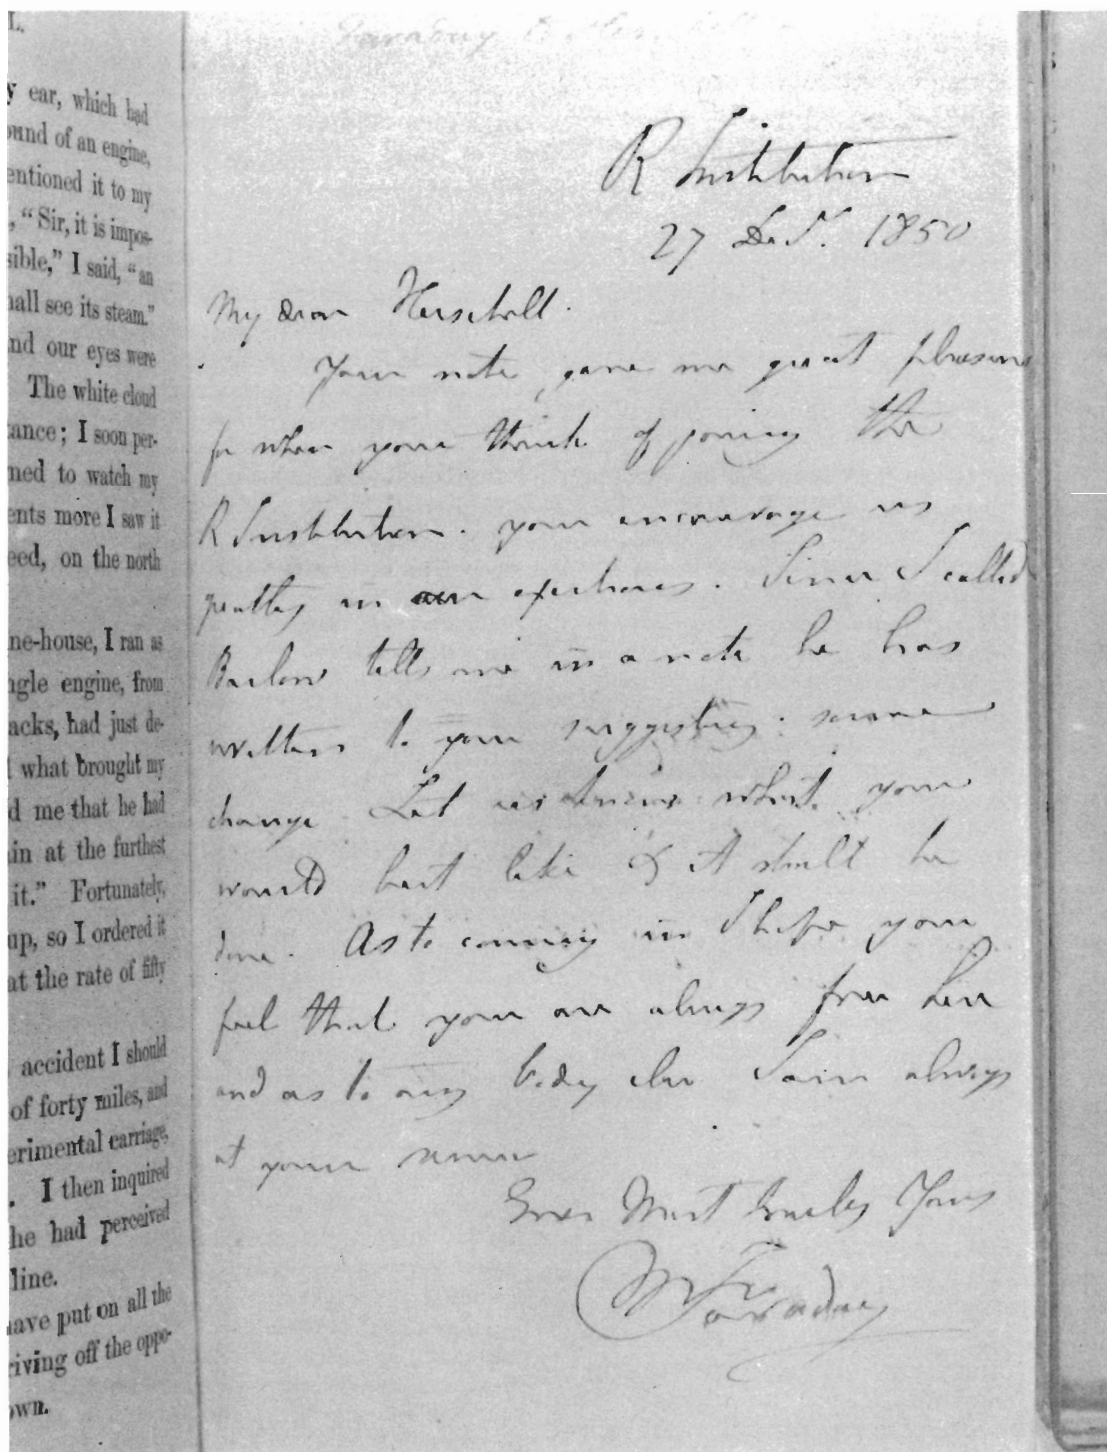 L.
y ear, which had
ound of an engine,
entioned it to my
, "Sir, it is impos-
sible," I said, "an
hall see its steam."
nd our eyes were
The white cloud
tance; I soon per-
ned to watch my
ents more I saw it
eed, on the north
ne-house, I ran as
ngle engine, from
acks, had just de-
what brought my
d me that he had
in at the furthest
it." Fortunately,
up, so I ordered it
at the rate of fifty
accident I should
of forty miles, and
erimental carriage,
. I then inquired
he had perceived
line.
have put on all the
riving off the oppo-
own.
Faraday to
R Institution
27 Decr. 1850
My dear Herschell.
Your note gave me great pleasure
for when you think of joining the
R Institution. you encourage us
greatly in our exertions. Since I called
Barlow tells me in a note he has
written to you suggesting some
change. Let us know what you
would best like & it shall be
done. As to coming in I hope you
feel that you are always free here
and as to any body else I am always
at your service
Ever Most Truly Yours
M Faraday